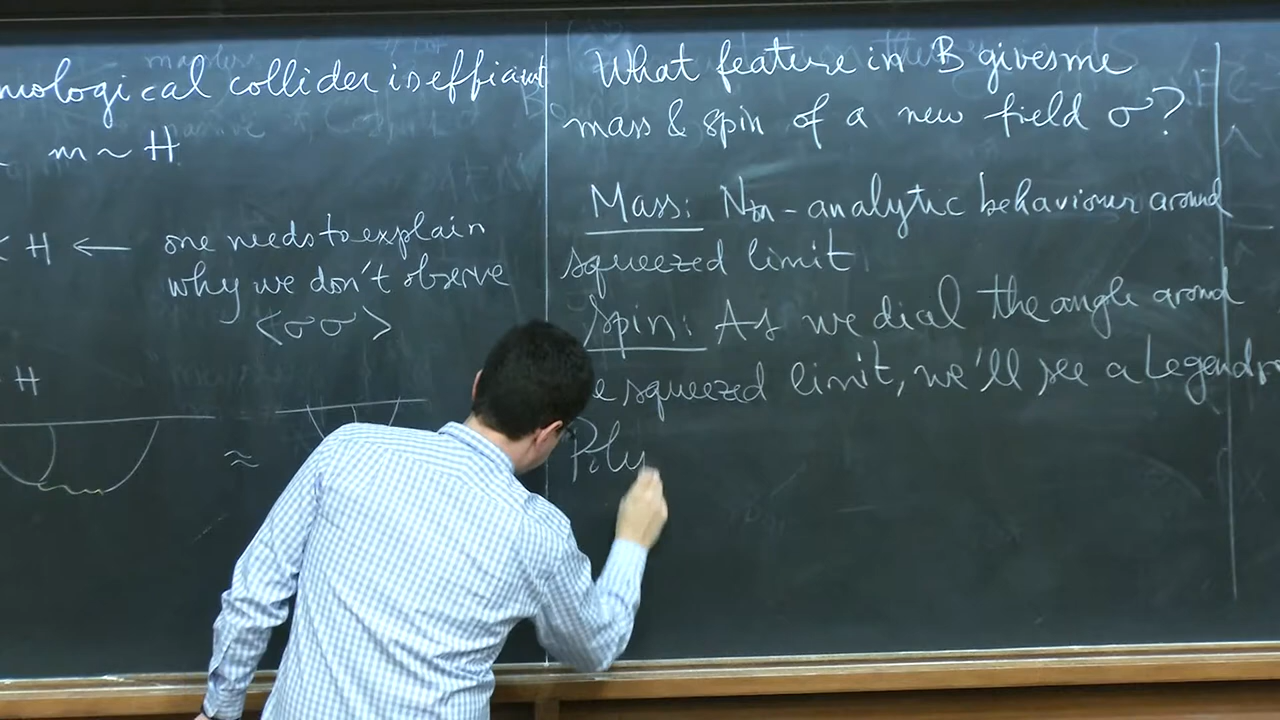 mological collider is efficient
m ~ H
< H ← one needs to explain
why we don't observe
<σσ>
H
≈
What feature in B gives me
mass & spin of a new field σ?
Mass: Non-analytic behaviour around
squeezed limit.
Spin: As we dial the angle around
e squeezed limit, we'll see a Legendr
Poly